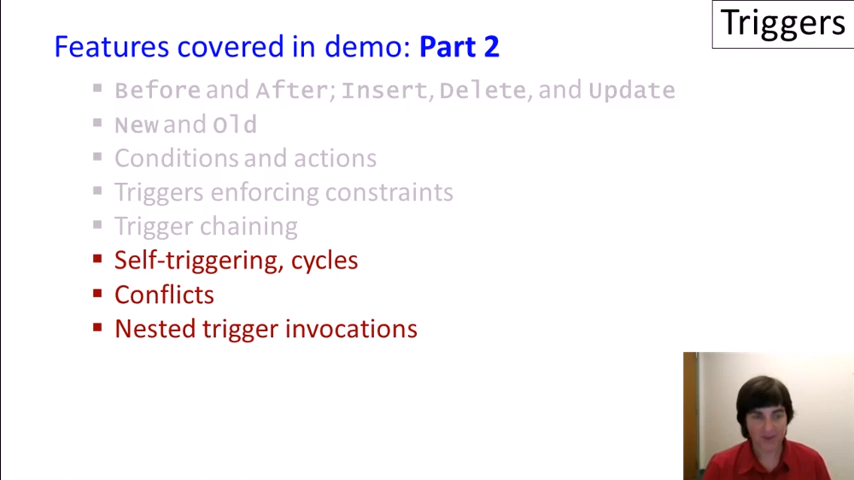 Triggers
Features covered in demo: Part 2
▪ Before and After; Insert, Delete, and Update
▪ New and Old
▪ Conditions and actions
▪ Triggers enforcing constraints
▪ Trigger chaining
▪ Self-triggering, cycles
▪ Conflicts
▪ Nested trigger invocations